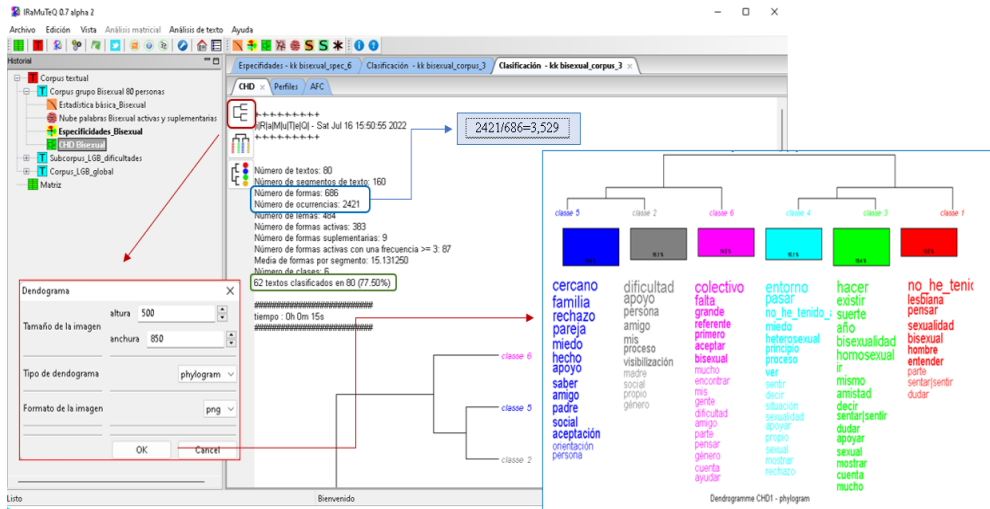 IRaMuTeQ 0.7 alpha 2
Archivo Edición Vista Análisis matricial Análisis de texto Ayuda
Historial
Corpus textual
Corpus grupo Bisexual 80 personas
Estadística básica_Bisexual
Nube palabras Bisexual activas y suplementarias
Especificidades_Bisexual
CHD Bisexual
Subcorpus_LGB_dificultades
Corpus_LGB_global
Matriz
Especifidades - kk bisexual_spec_6
Clasificación - kk bisexual_corpus_3
Clasificación - kk bisexual_corpus_3
CHD Perfiles AFC
+-+-+-+-+-+-+-+
|i|R|a|M|u|T|e|Q| - Sat Jul 16 15:50:55 2022
+-+-+-+-+-+-+-+
Número de textos: 80
Número de segmentos de texto: 160
Número de formas: 686
Número de ocurrencias: 2421
Número de lemas: 484
Número de formas activas: 383
Número de formas suplementarias: 9
Número de formas activas con una frecuencia >= 3: 87
Media de formas por segmento: 15.131250
Número de clases: 6
62 textos clasificados en 80 (77.50%)
###########################
tiempo : 0h 0m 15s
###########################
classe 6
classe 5
classe 2
2421/686=3,529
Dendograma
Tamaño de la imagen
altura 500
anchura 850
Tipo de dendograma phylogram
Formato de la imagen png
OK Cancel
classe 5
cercano
familia
rechazo
pareja
miedo
hecho
apoyo
saber
amigo
padre
social
aceptación
orientación
persona
classe 2
dificultad
apoyo
persona
amigo
mis
proceso
visibilización
madre
social
propio
género
classe 6
colectivo
falta
grande
referente
primero
aceptar
bisexual
mucho
encontrar
mis
gente
dificultad
amigo
parte
pensar
género
cuenta
ayudar
classe 4
entorno
pasar
no_he_tenido_
miedo
heterosexual
principio
proceso
ver
sentir
decir
situación
sexualidad
apoyar
propio
sexual
mostrar
rechazo
classe 3
hacer
existir
suerte
año
bisexualidad
homosexual
ir
mismo
amistad
decir
sentar|sentir
dudar
apoyar
sexual
mostrar
cuenta
mucho
classe 1
no_he_tenic
lesbiana
pensar
sexualidad
bisexual
hombre
entender
parte
sentar|sentir
dudar
Dendrogramme CHD1 - phylogram
Listo
Bienvenido